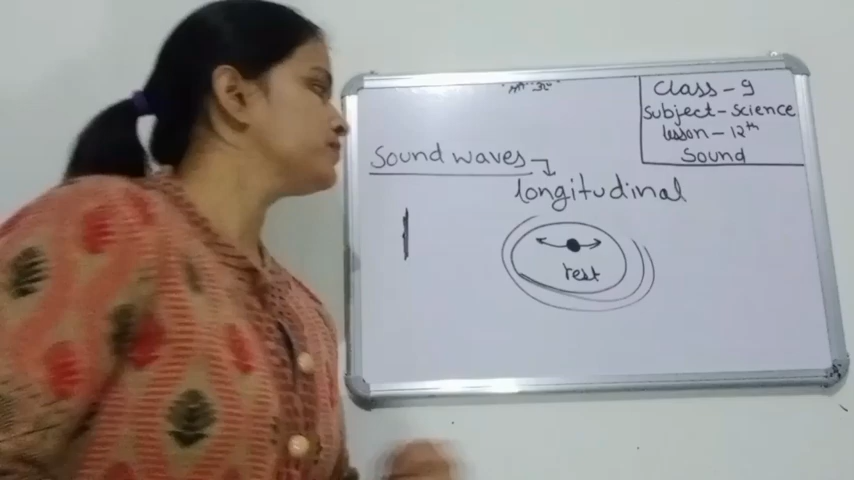 Class - 9
Subject - Science
lesson - 12th
Sound
Sound waves
longitudinal
rest